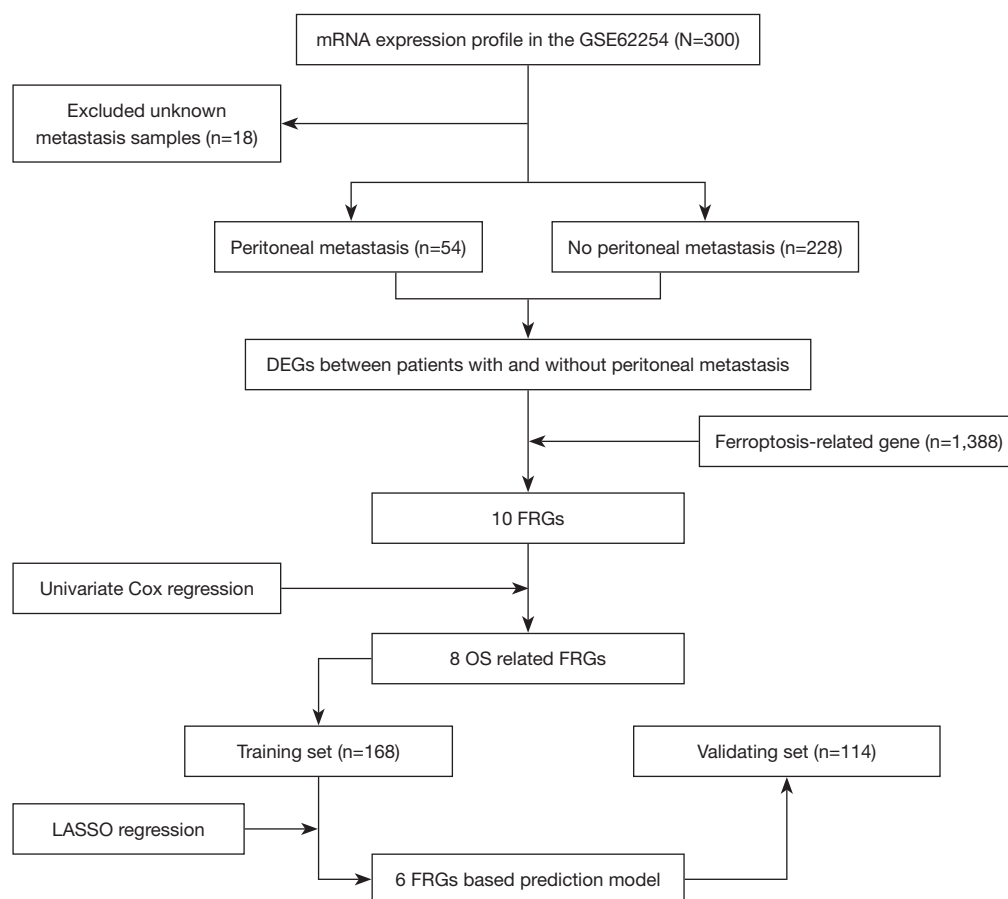 mRNA expression profile in the GSE62254 (N=300)
Excluded unknown
metastasis samples (n=18)
Peritoneal metastasis (n=54)
No peritoneal metastasis (n=228)
DEGs between patients with and without peritoneal metastasis
Ferroptosis-related gene (n=1,388)
10 FRGs
Univariate Cox regression
8 OS related FRGs
Training set (n=168)
Validating set (n=114)
LASSO regression
6 FRGs based prediction model